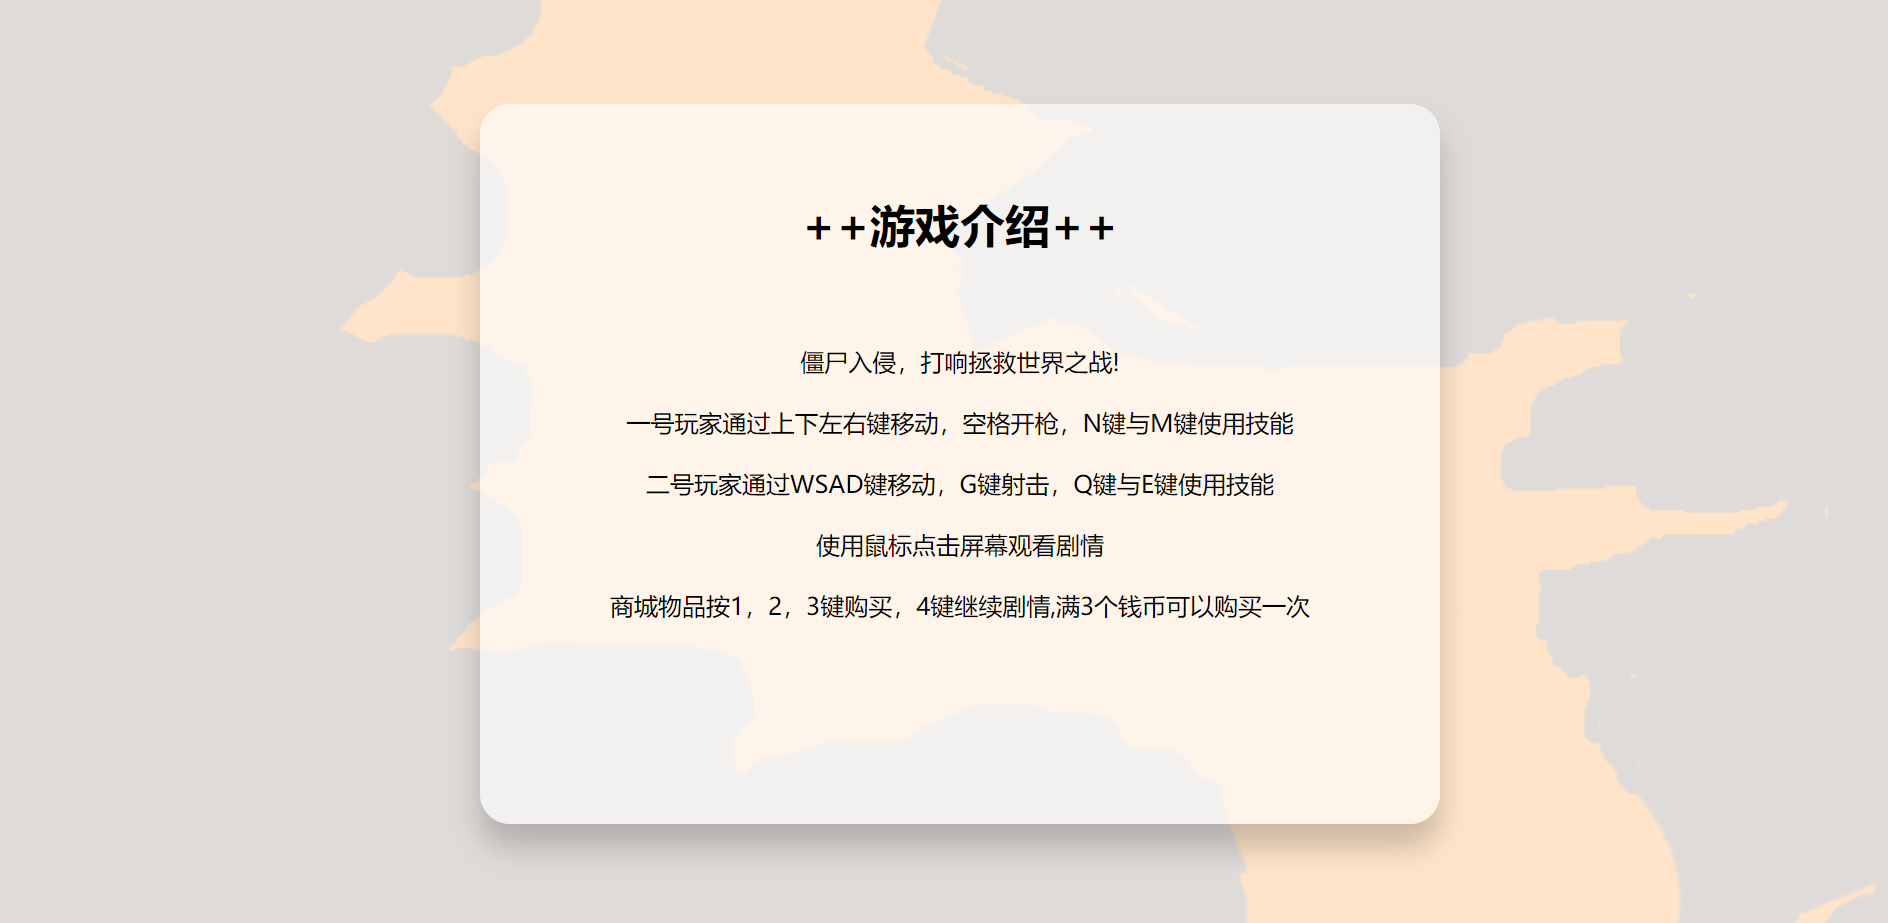 ++游戏介绍++
僵尸入侵，打响拯救世界之战!
一号玩家通过上下左右键移动，空格开枪，N键与M键使用技能
二号玩家通过WSAD键移动，G键射击，Q键与E键使用技能
使用鼠标点击屏幕观看剧情
商城物品按1，2，3键购买，4键继续剧情,满3个钱币可以购买一次